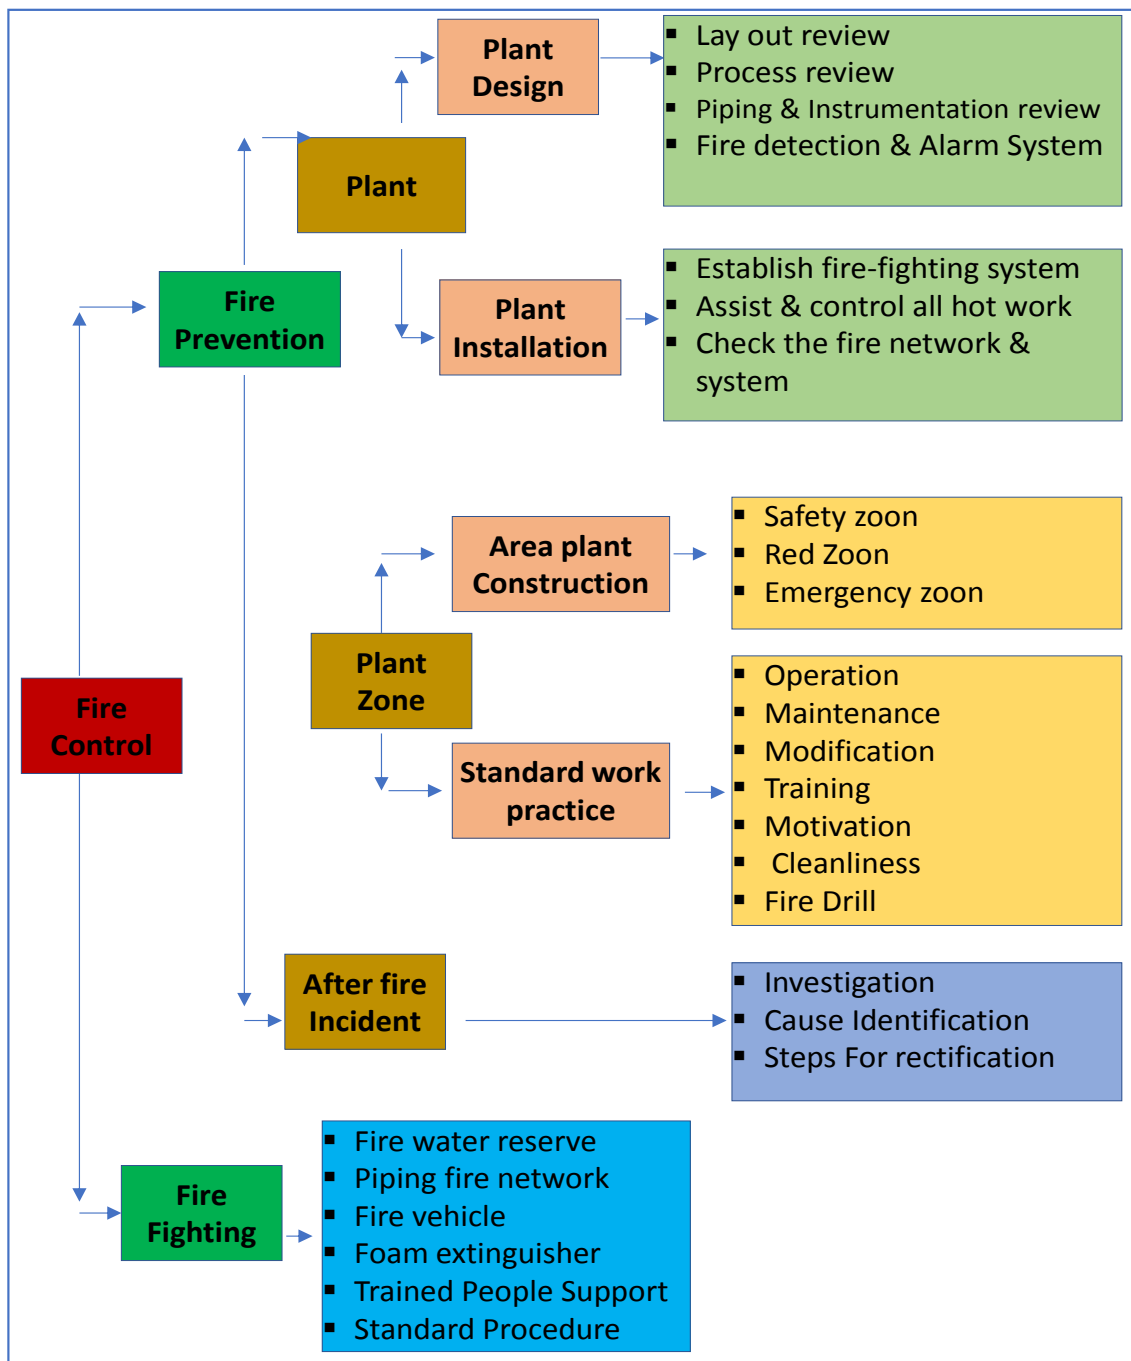 Plant
Design
Lay out review
Process review
Piping & Instrumentation review
Fire detection & Alarm System
Plant
Fire
Prevention
Plant
Installation
Establish fire-fighting system
Assist & control all hot work
Check the fire network &
system
Area plant
Construction
Safety zoon
Red Zoon
Emergency zoon
Plant
Zone
Fire
Control
Standard work
practice
Operation
Maintenance
Modification
Training
Motivation
Cleanliness
Fire Drill
After fire
Incident
Investigation
Cause Identification
Steps For rectification
Fire
Fighting
Fire water reserve
Piping fire network
Fire vehicle
Foam extinguisher
Trained People Support
Standard Procedure